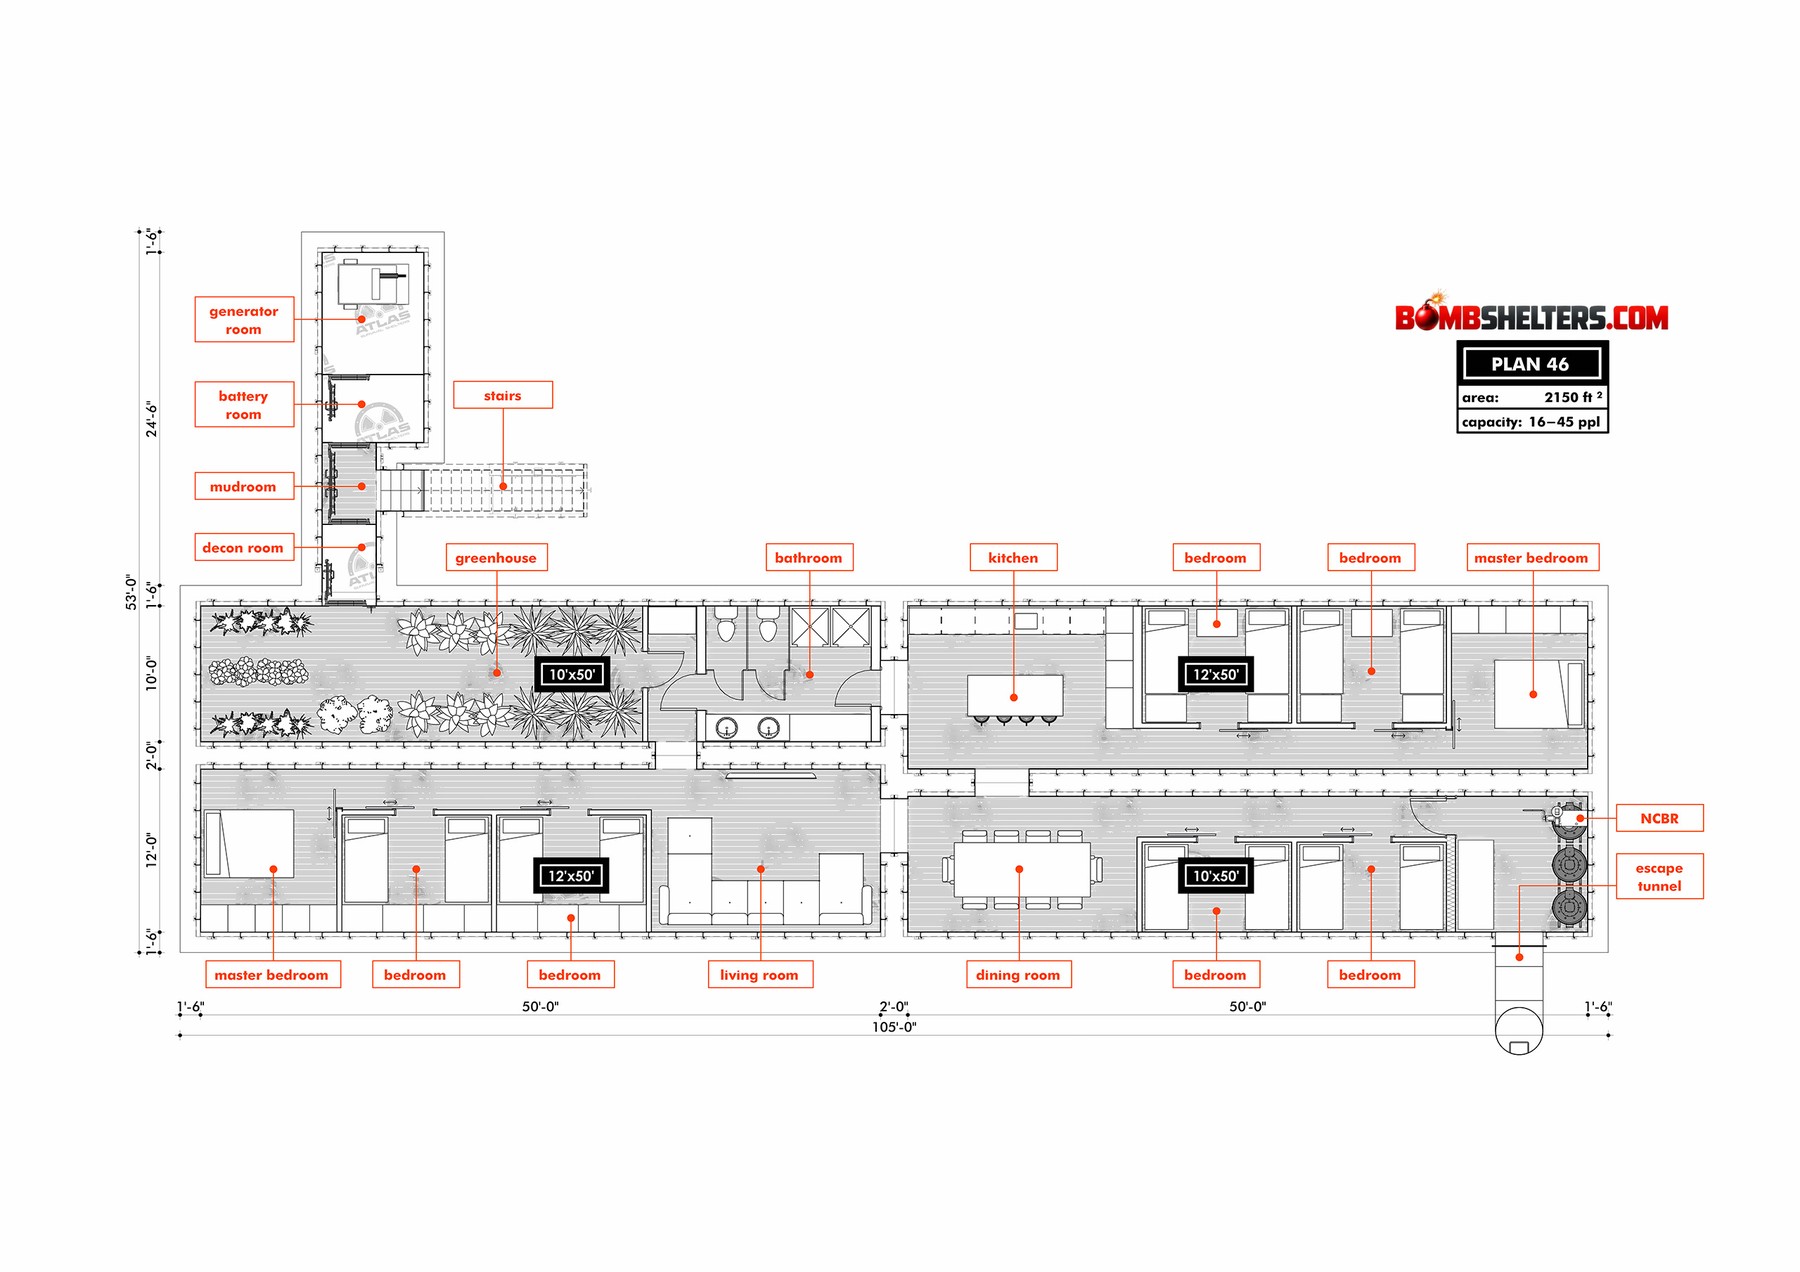 BOMBSHELTERS.COM
PLAN 46
area: 2150 ft ²
capacity: 16–45 ppl
generator
room
battery
room
stairs
mudroom
decon room
ATLAS
ATLAS
greenhouse
bathroom
kitchen
bedroom
bedroom
master bedroom
10'x50'
12'x50'
12'x50'
10'x50'
NCBR
escape
tunnel
master bedroom
bedroom
bedroom
living room
dining room
bedroom
bedroom
1'-6"
24'-6"
53'-0"
1'-6"
10'-0"
2'-0"
12'-0"
1'-6"
1'-6"
50'-0"
2'-0"
50'-0"
1'-6"
105'-0"